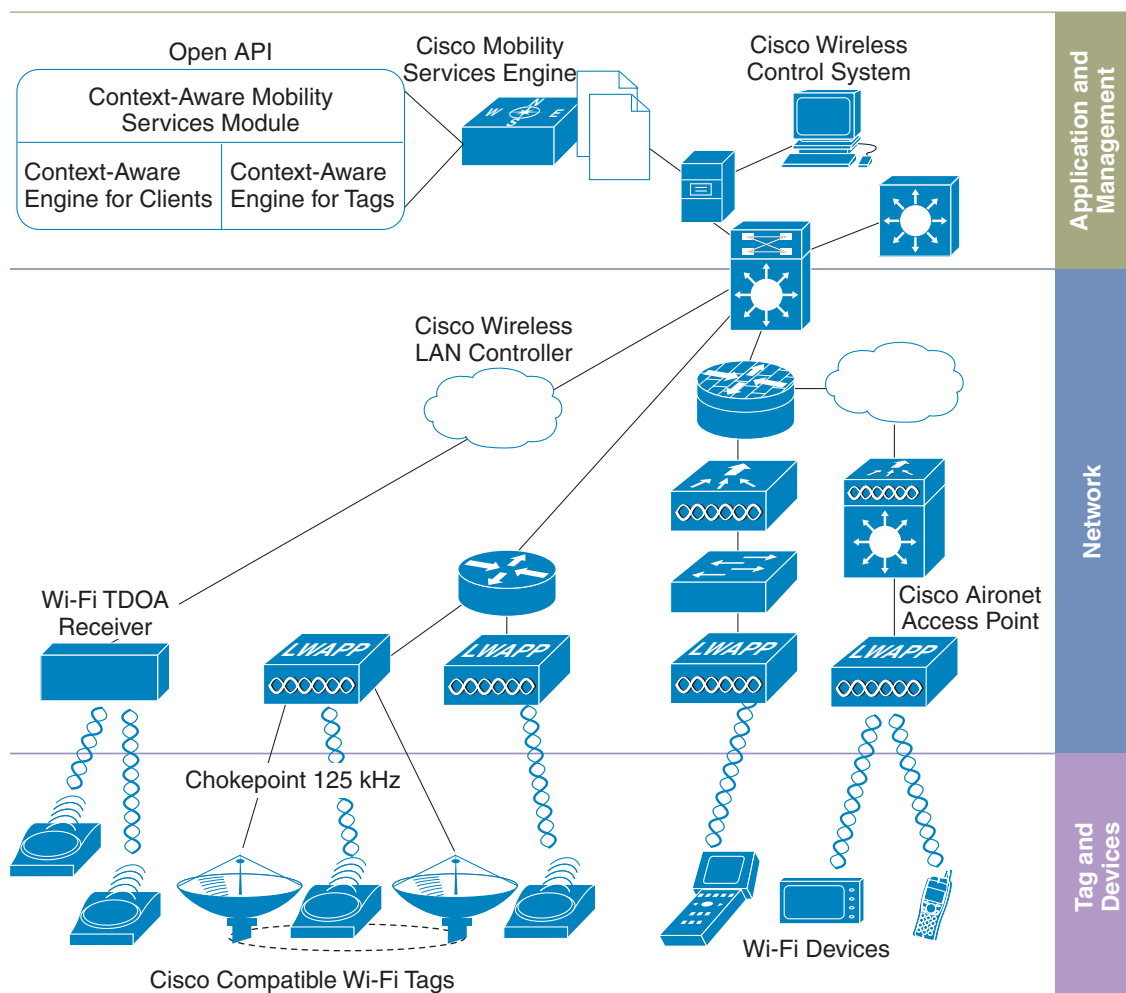 Open API
Context-Aware Mobility
Services Module
Context-Aware
Engine for Clients
Context-Aware
Engine for Tags
Cisco Mobility
Services Engine
N
W
E
S
Cisco Wireless
Control System
Application and
Management
Cisco Wireless
LAN Controller
Network
Wi-Fi TDOA
Receiver
Cisco Aironet
Access Point
LWAPP
LWAPP
LWAPP
LWAPP
Chokepoint 125 kHz
Tag and
Devices
Wi-Fi Devices
Cisco Compatible Wi-Fi Tags